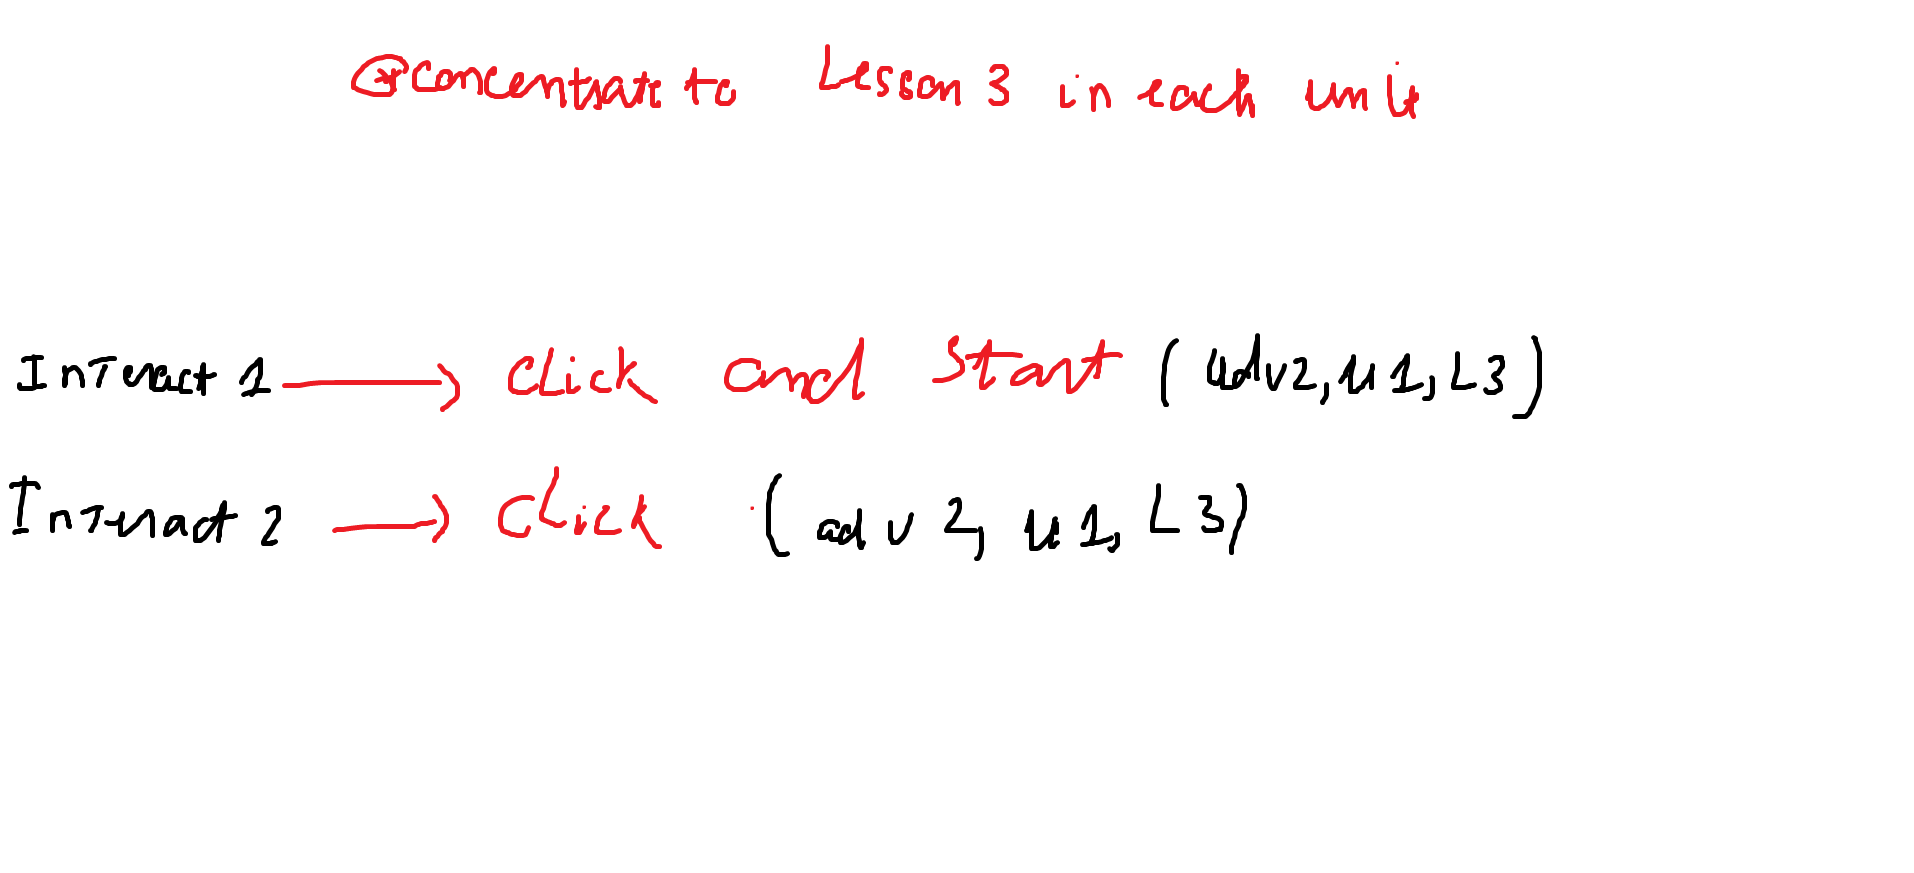 * concentrate to Lesson 3 in each unit
Interact 1 → Click and Start (adv2, u1, L3)
Interact 2 → Click (adv 2, u1, L3)